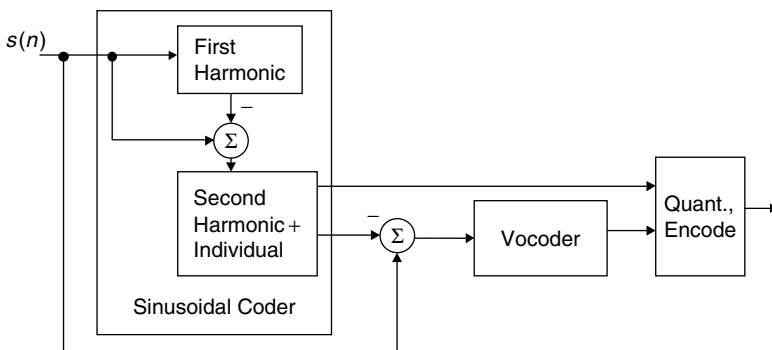 s(n)
First
Harmonic
−
Σ
Second
Harmonic +
Individual
−
Σ
Vocoder
Quant.,
Encode
Sinusoidal Coder